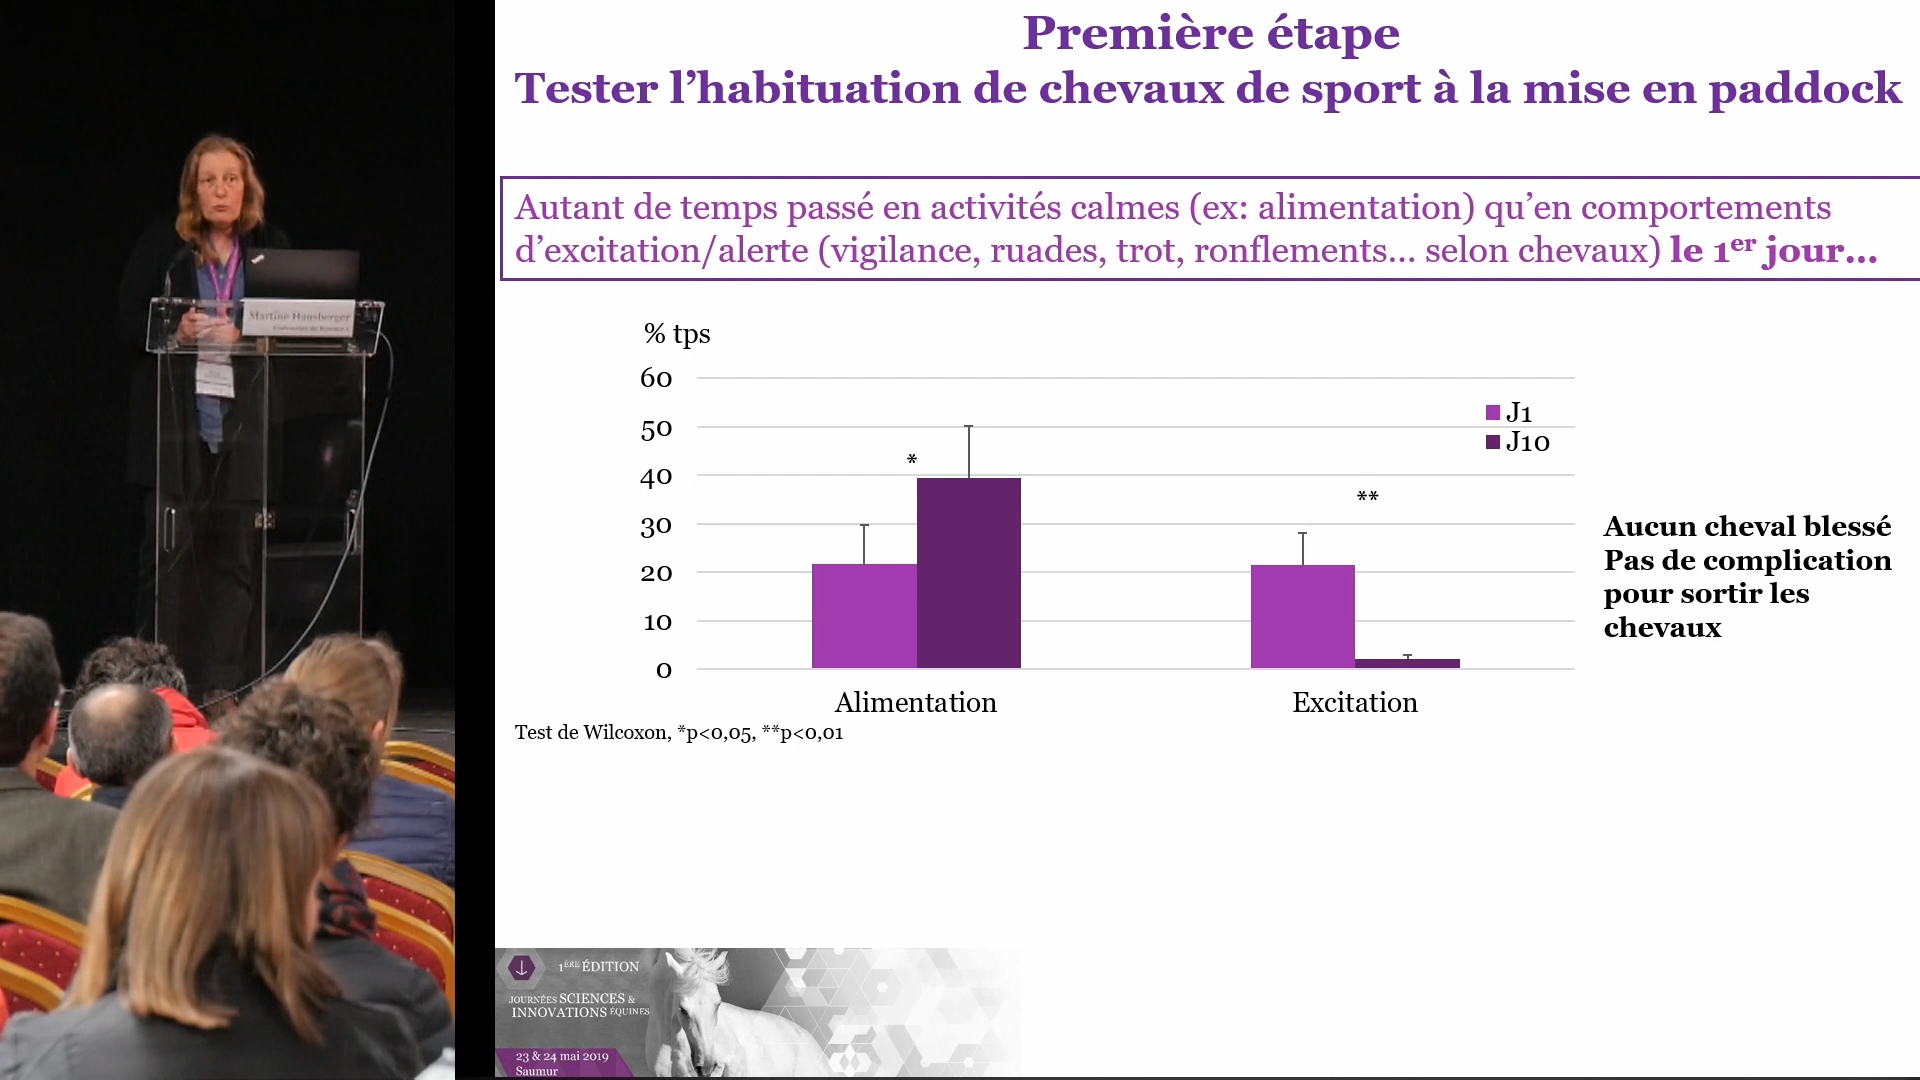 Première étape
Tester l’habituation de chevaux de sport à la mise en paddock
Autant de temps passé en activités calmes (ex: alimentation) qu’en comportements
d’excitation/alerte (vigilance, ruades, trot, ronflements... selon chevaux) le 1er jour...
% tps
60
50
40
30
20
10
0
*
**
J1
J10
Alimentation
Excitation
Test de Wilcoxon, *p<0,05, **p<0,01
Aucun cheval blessé
Pas de complication
pour sortir les
chevaux
Martine Hausberger
1ÈRE ÉDITION
JOURNÉES SCIENCES &
INNOVATIONS ÉQUINES
23 & 24 mai 2019
Saumur